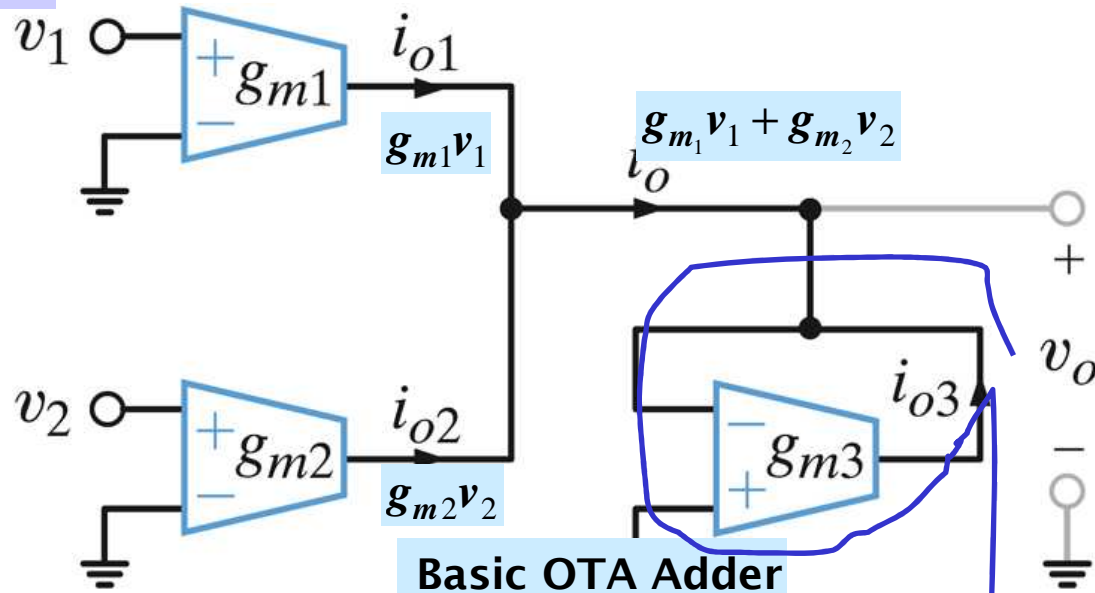 v1
+
gm1
−
io1
gm1v1
gm1v1 + gm2v2
io
+
v2
+
gm2
−
io2
gm2v2
−
gm3
+
io3
vo
−
Basic OTA Adder